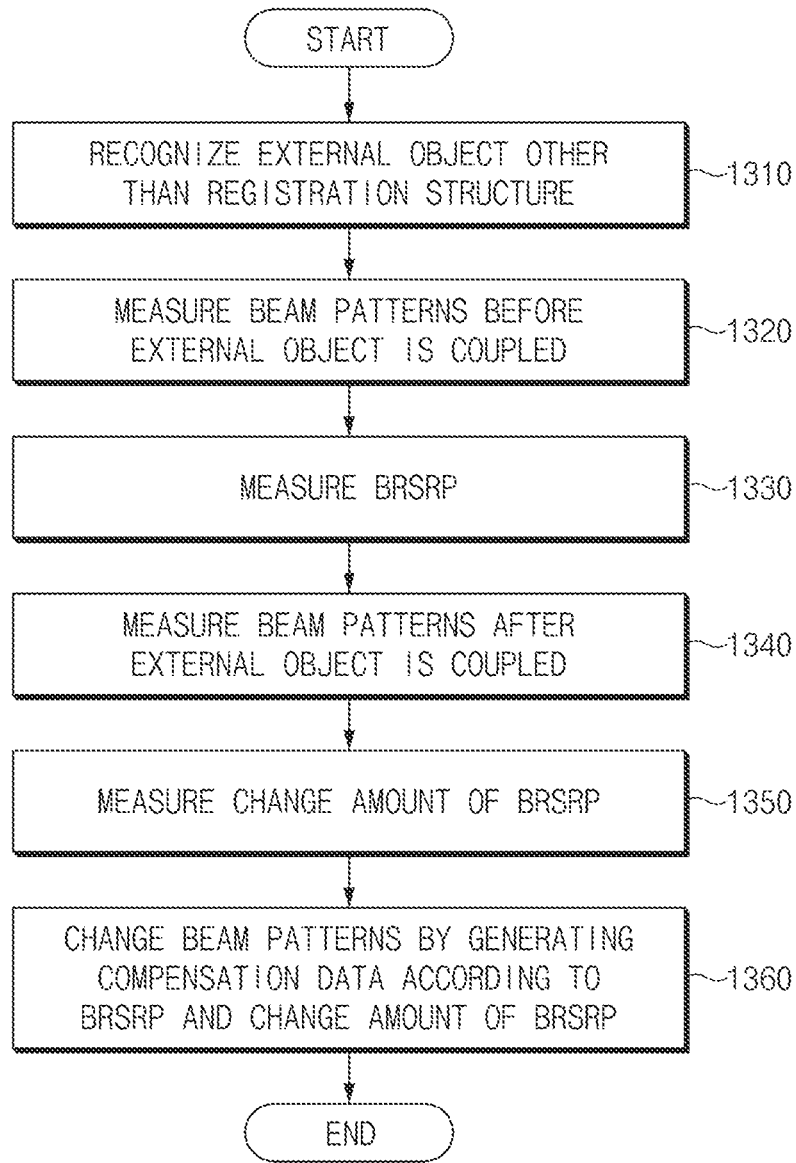 START
RECOGNIZE EXTERNAL OBJECT OTHER
THAN REGISTRATION STRUCTURE
1310
MEASURE BEAM PATTERNS BEFORE
EXTERNAL OBJECT IS COUPLED
1320
MEASURE BRSRP
1330
MEASURE BEAM PATTERNS AFTER
EXTERNAL OBJECT IS COUPLED
1340
MEASURE CHANGE AMOUNT OF BRSRP
1350
CHANGE BEAM PATTERNS BY GENERATING
COMPENSATION DATA ACCORDING TO
BRSRP AND CHANGE AMOUNT OF BRSRP
1360
END